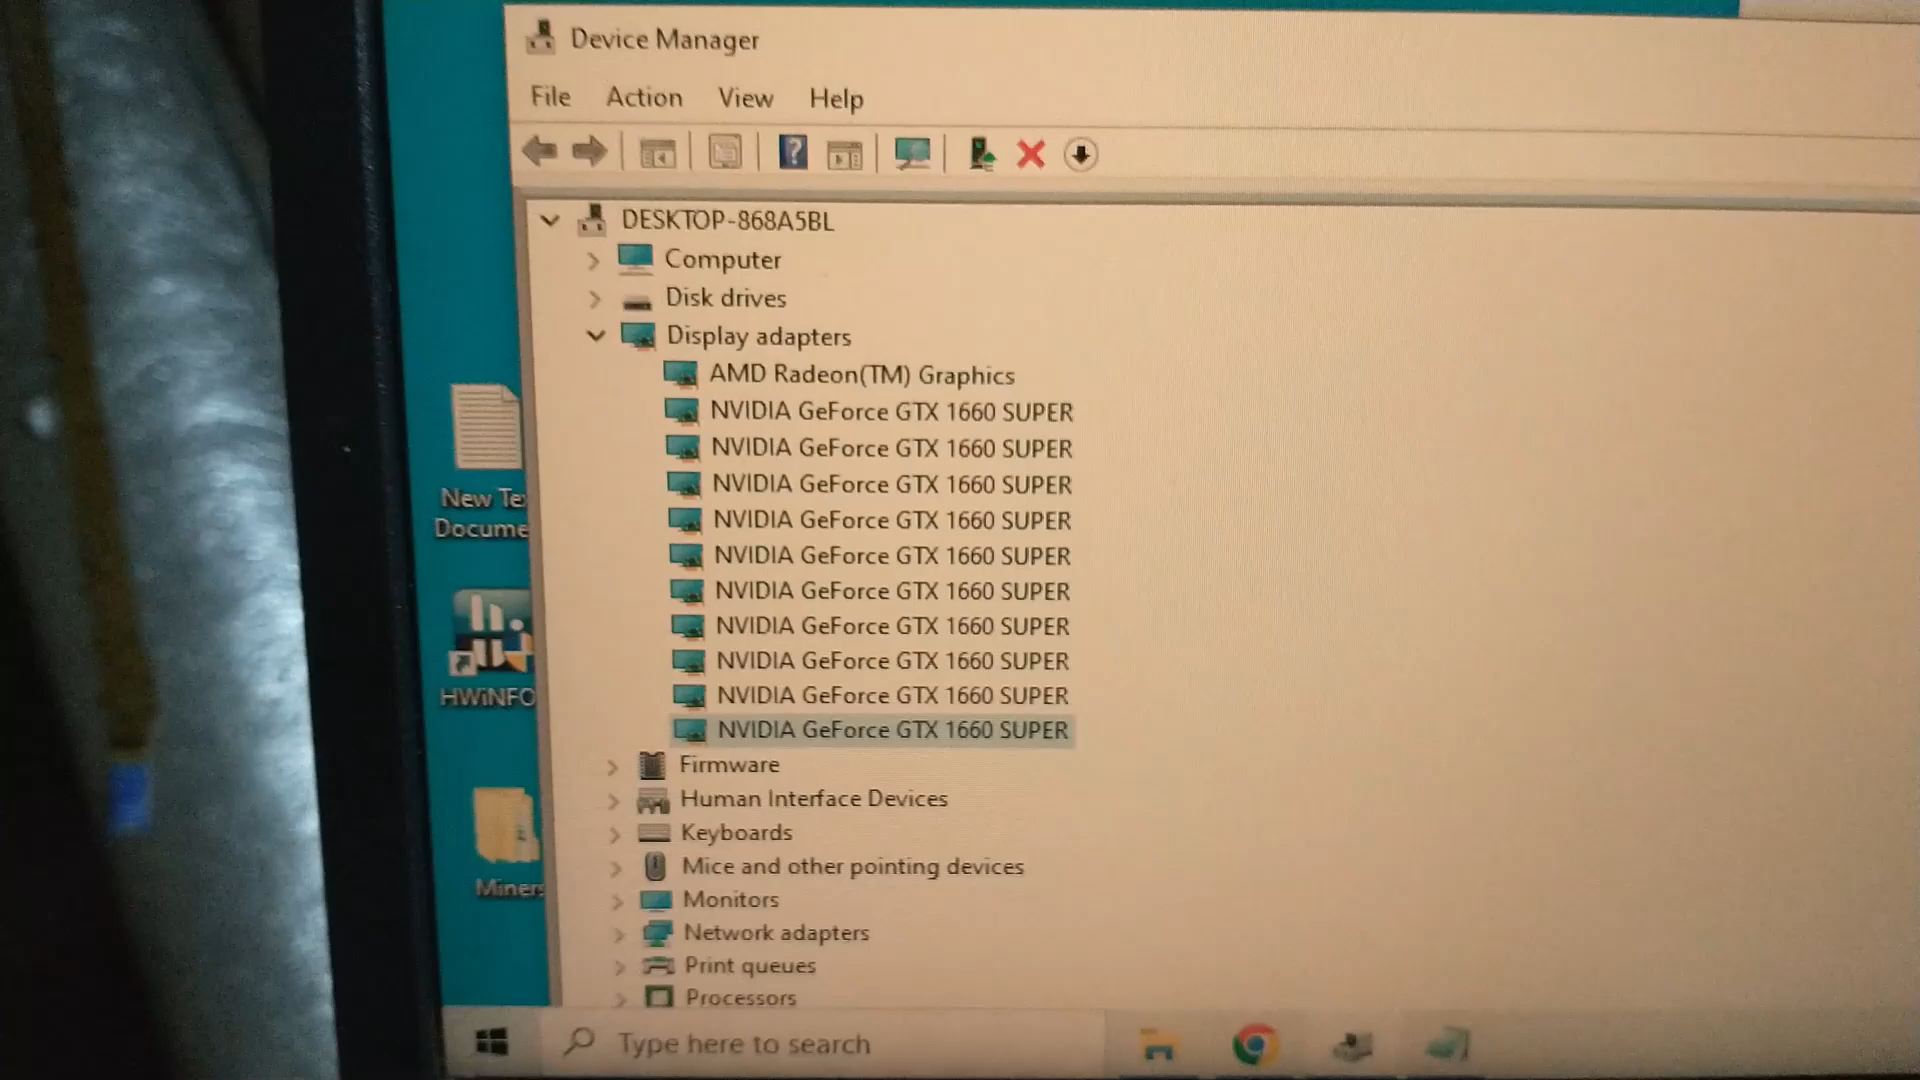 Device Manager
File Action View Help
DESKTOP-868A5BL
Computer
Disk drives
Display adapters
AMD Radeon(TM) Graphics
NVIDIA GeForce GTX 1660 SUPER
NVIDIA GeForce GTX 1660 SUPER
NVIDIA GeForce GTX 1660 SUPER
NVIDIA GeForce GTX 1660 SUPER
NVIDIA GeForce GTX 1660 SUPER
NVIDIA GeForce GTX 1660 SUPER
NVIDIA GeForce GTX 1660 SUPER
NVIDIA GeForce GTX 1660 SUPER
NVIDIA GeForce GTX 1660 SUPER
NVIDIA GeForce GTX 1660 SUPER
Firmware
Human Interface Devices
Keyboards
Mice and other pointing devices
Monitors
Network adapters
Print queues
Processors
New Te
Docume
HWiNFO
Miners
Type here to search